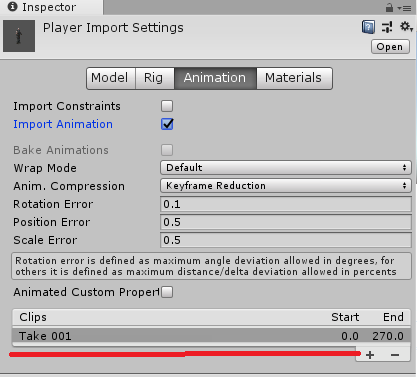 Inspector
Player Import Settings
Open
Model Rig Animation Materials
Import Constraints
Import Animation
Bake Animations
Wrap Mode Default
Anim. Compression Keyframe Reduction
Rotation Error 0.1
Position Error 0.5
Scale Error 0.5
Rotation error is defined as maximum angle deviation allowed in degrees, for
others it is defined as maximum distance/delta deviation allowed in percents
Animated Custom Propert
Clips Start End
Take 001 0.0 270.0
+ −